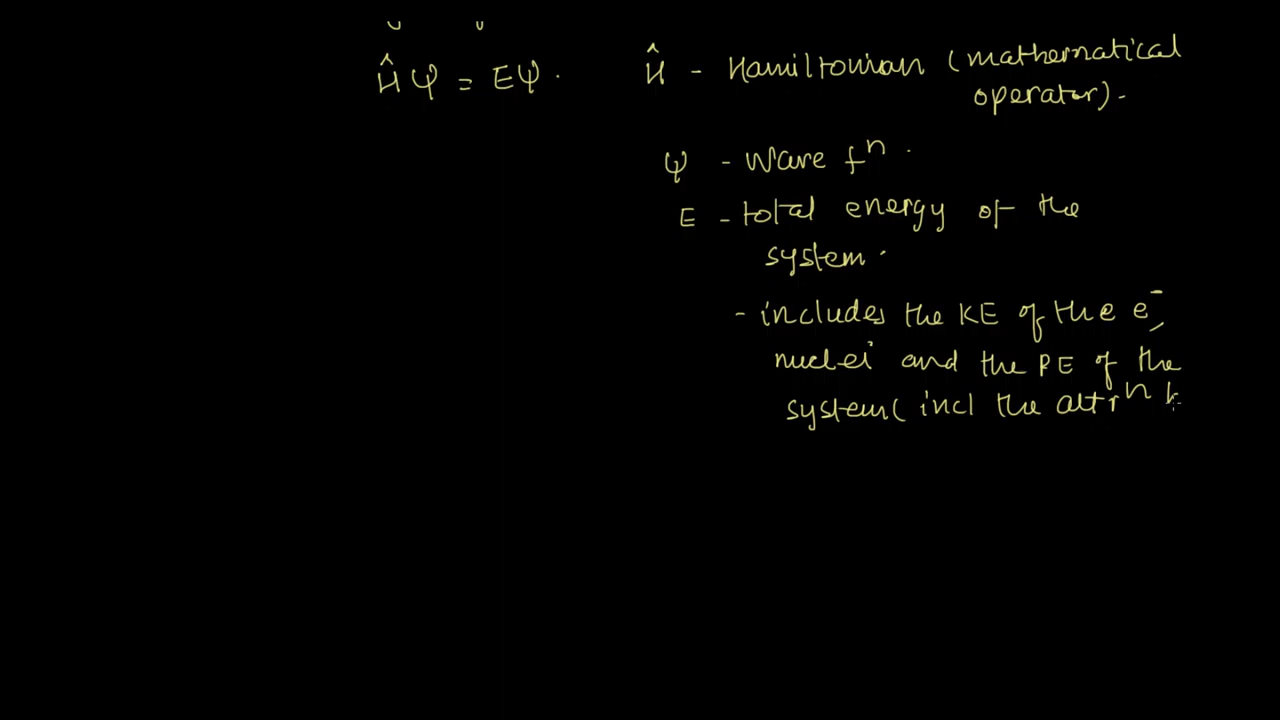 Ĥψ = Eψ.
Ĥ - Hamiltonian (mathematical
operator).
ψ - Wave fⁿ.
E - total energy of the
system.
- includes the KE of the e⁻,
nuclei and the PE of the
system( incl the attrⁿ